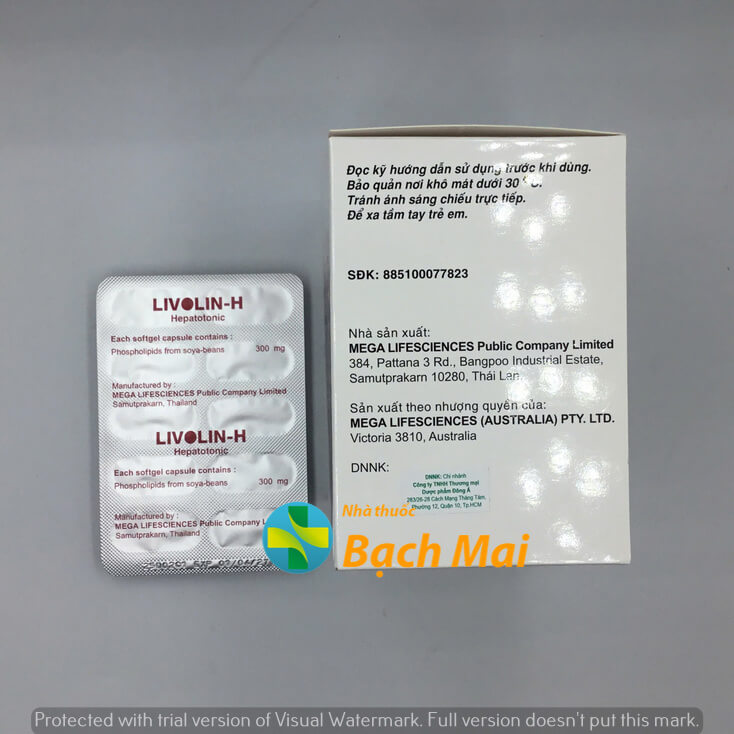 LIVOLIN-H
Hepatotonic
Each softgel capsule contains :
Phospholipids from soya-beans 300 mg
Manufactured by :
MEGA LIFESCIENCES Public Company Limited
Samutprakarn, Thailand
LIVOLIN-H
Hepatotonic
Each softgel capsule contains :
Phospholipids from soya-beans 300 mg
Manufactured by :
MEGA LIFESCIENCES Public Company
Samutprakarn, Thailand
EXP
Đọc kỹ hướng dẫn sử dụng trước khi dùng.
Bảo quản nơi khô mát dưới 30 °C.
Tránh ánh sáng chiếu trực tiếp.
Để xa tầm tay trẻ em.
SĐK: 885100077823
Nhà sản xuất:
MEGA LIFESCIENCES Public Company Limited
384, Pattana 3 Rd., Bangpoo Industrial Estate,
Samutprakarn 10280, Thái Lan.
Sản xuất theo nhượng quyền của:
MEGA LIFESCIENCES (AUSTRALIA) PTY. LTD.
Victoria 3810, Australia
DNNK:
DNNK: Chi nhánh
Công ty TNHH Thương mại
Dược phẩm Đông Á
283/26-28 Cách Mạng Tháng Tám,
Phường 12, Quận 10, Tp.HCM
Nhà thuốc
Bạch Mai
Protected with trial version of Visual Watermark. Full version doesn't put this mark.